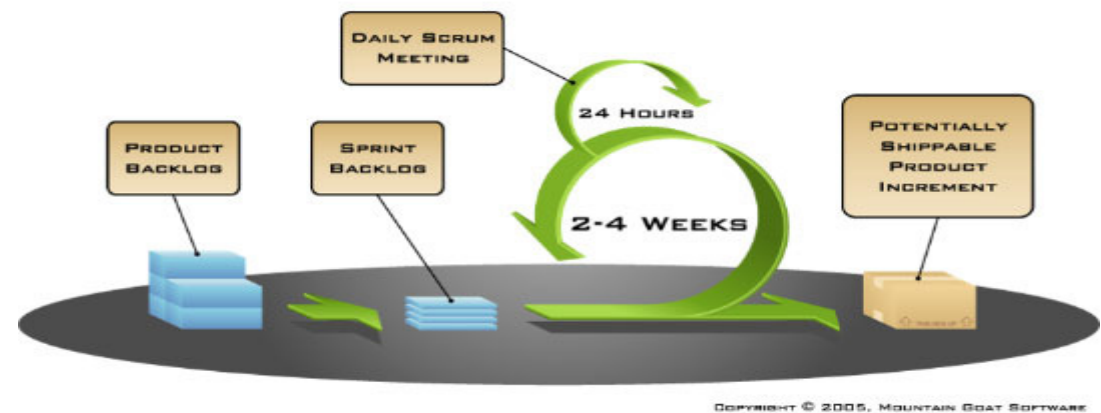 DAILY SCRUM
MEETING
24 HOURS
PRODUCT
BACKLOG
SPRINT
BACKLOG
POTENTIALLY
SHIPPABLE
PRODUCT
INCREMENT
2-4 WEEKS
COPYRIGHT © 2005, MOUNTAIN GOAT SOFTWARE